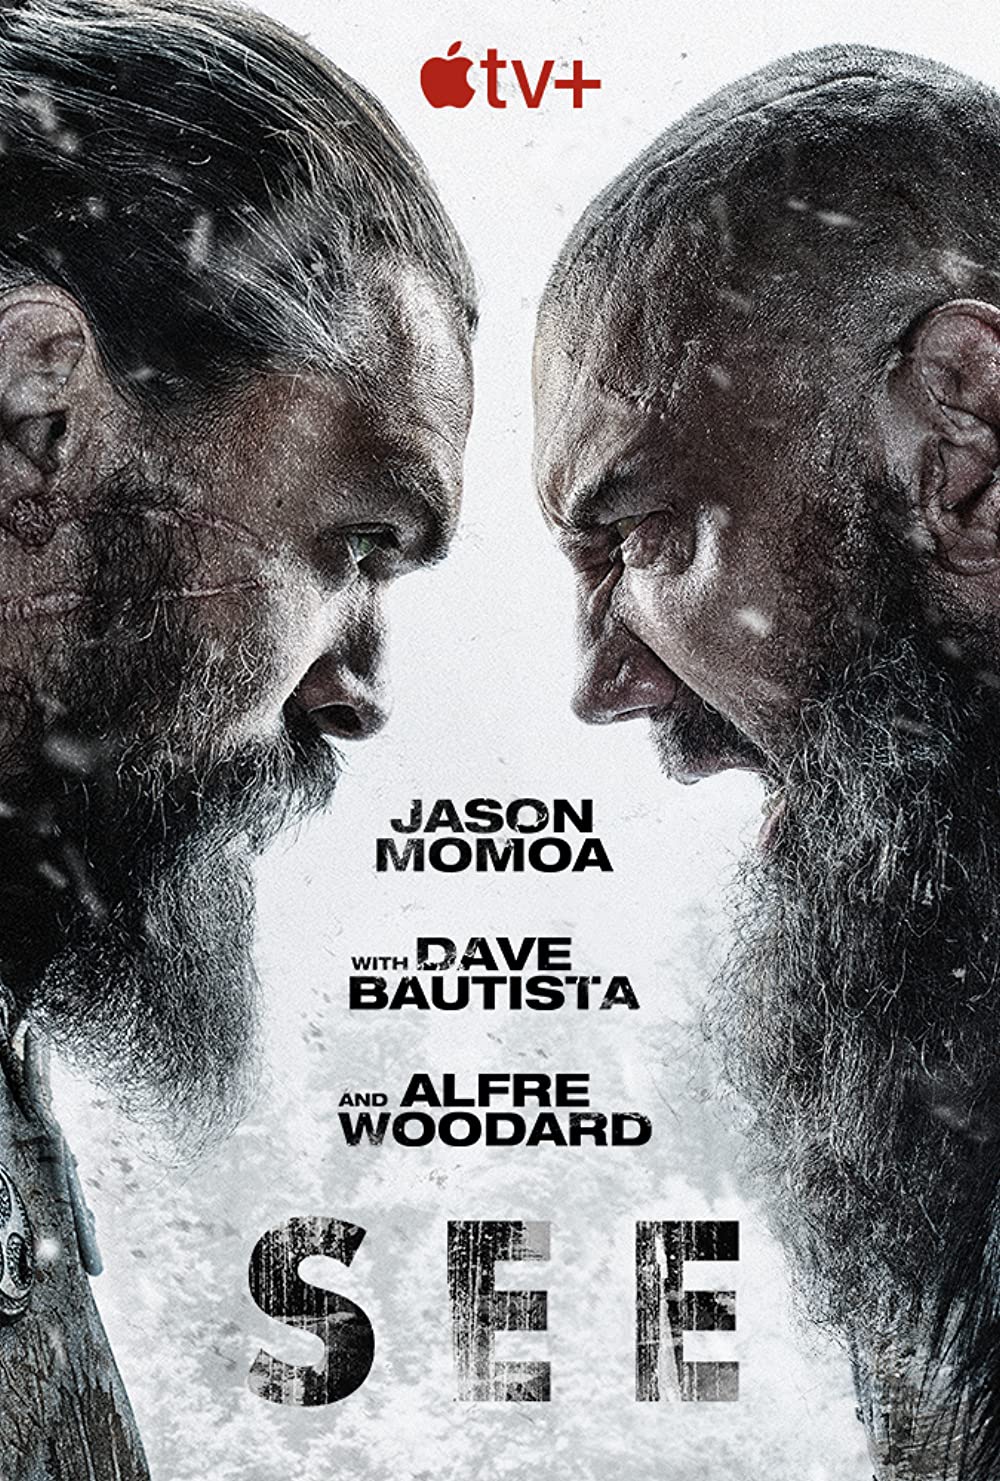 tv+
JASON
MOMOA
WITH DAVE
BAUTISTA
AND ALFRE
WOODARD
SEE